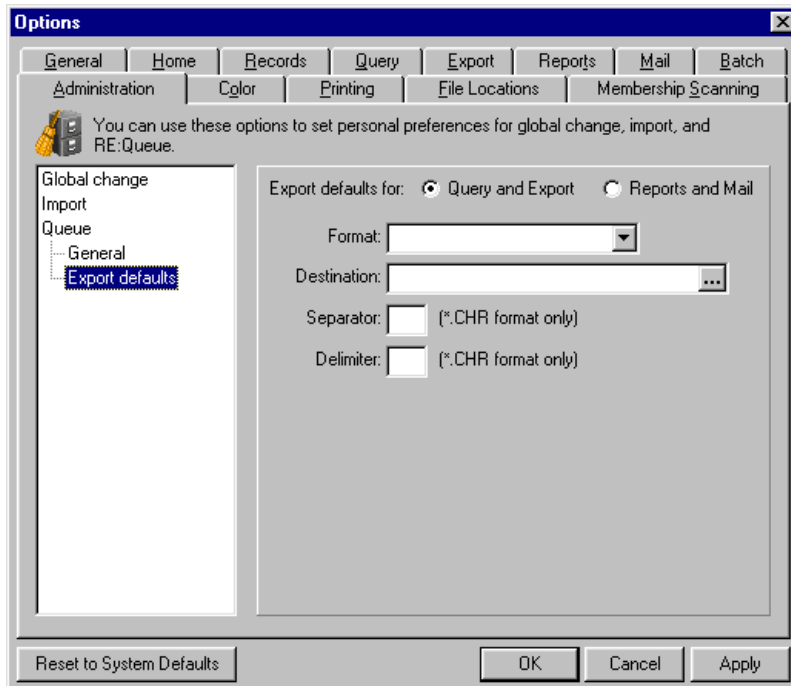 Options
General Home Records Query Export Reports Mail Batch
Administration Color Printing File Locations Membership Scanning
You can use these options to set personal preferences for global change, import, and
RE:Queue.
Global change
Import
Queue
General
Export defaults
Export defaults for: Query and Export Reports and Mail
Format:
Destination: ...
Separator: (*.CHR format only)
Delimiter: (*.CHR format only)
Reset to System Defaults OK Cancel Apply